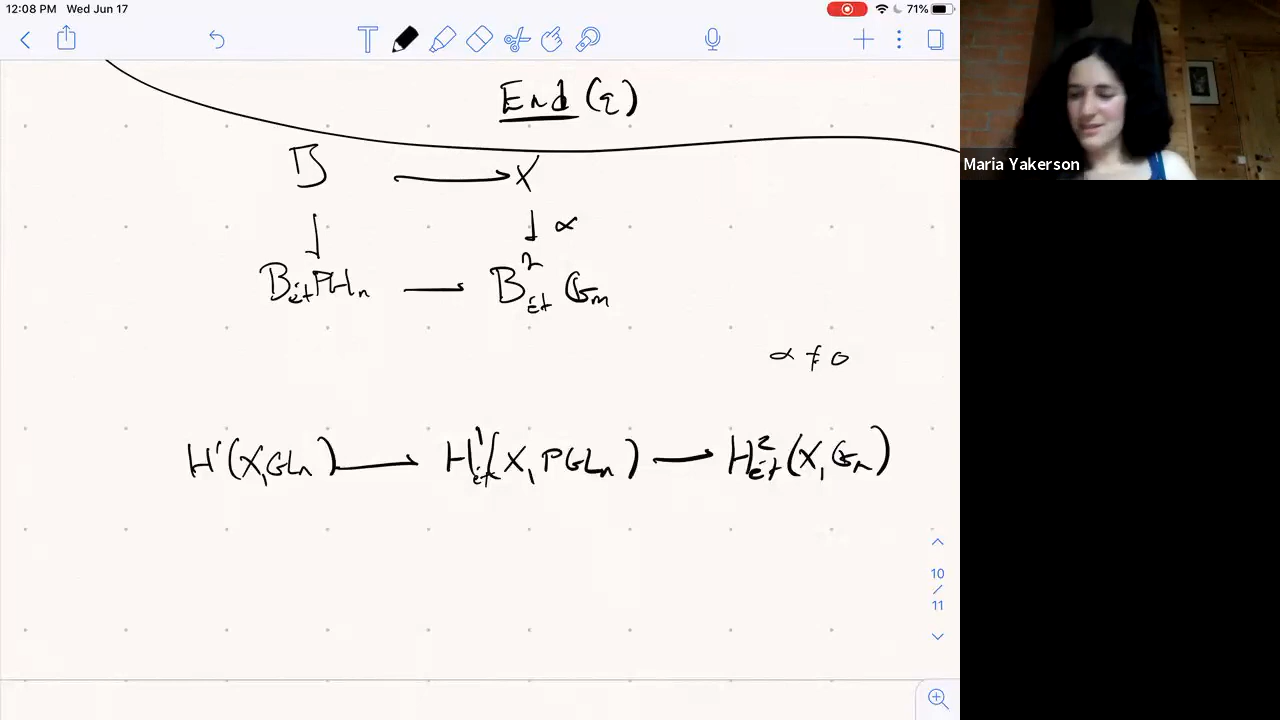 12:08 PM Wed Jun 17
71%
End (q)
Maria Yakerson
B ⟶ X
↓ ↓ α
B_ét PGL_n ⟶ B²_ét G_m
α ≠ 0
H¹(X, GL_n) ⟶ H¹_ét(X, PGL_n) ⟶ H²_ét(X, G_m)
10
/
11